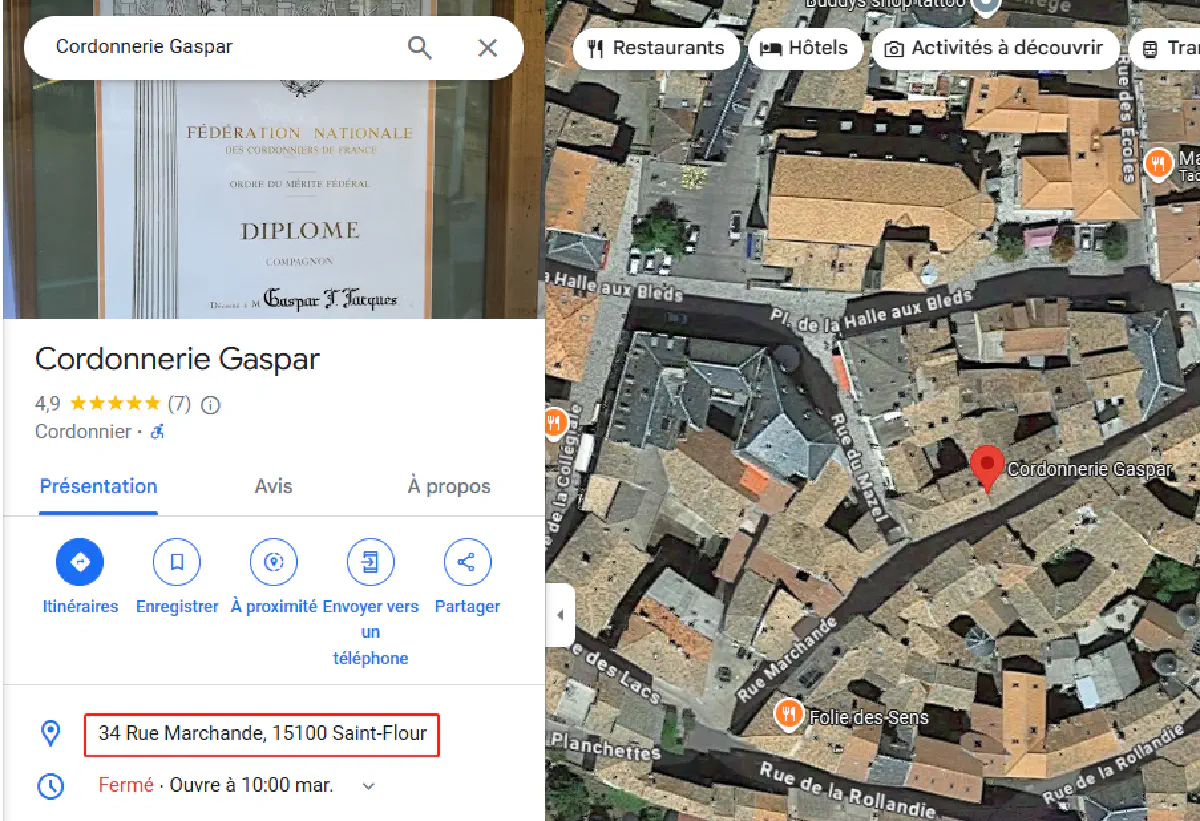 Cordonnerie Gaspar
FÉDÉRATION NATIONALE
DES CORDONNIERS DE FRANCE
ORDRE DU MÉRITE FÉDÉRAL
DIPLOME
COMPAGNON
Décerné à M Gaspar F. Jacques
Cordonnerie Gaspar
4,9 (7)
Cordonnier ·
Présentation
Avis
À propos
Itinéraires
Enregistrer
À proximité
Envoyer vers
un
téléphone
Partager
34 Rue Marchande, 15100 Saint-Flour
Fermé · Ouvre à 10:00 mar.
Buddys shop tattoo
Restaurants
Hôtels
Activités à découvrir
Tra
Rue des Ecoles
Ma
Tac
a Halle aux Bleds
Pl. de la Halle aux Bleds
Rue du Mazel
e de la Collégiale
Cordonnerie Gaspar
Rue Marchande
e des Lacs
Folie des Sens
Planchettes
Rue de la Rollandie
Rue de la Rollandie